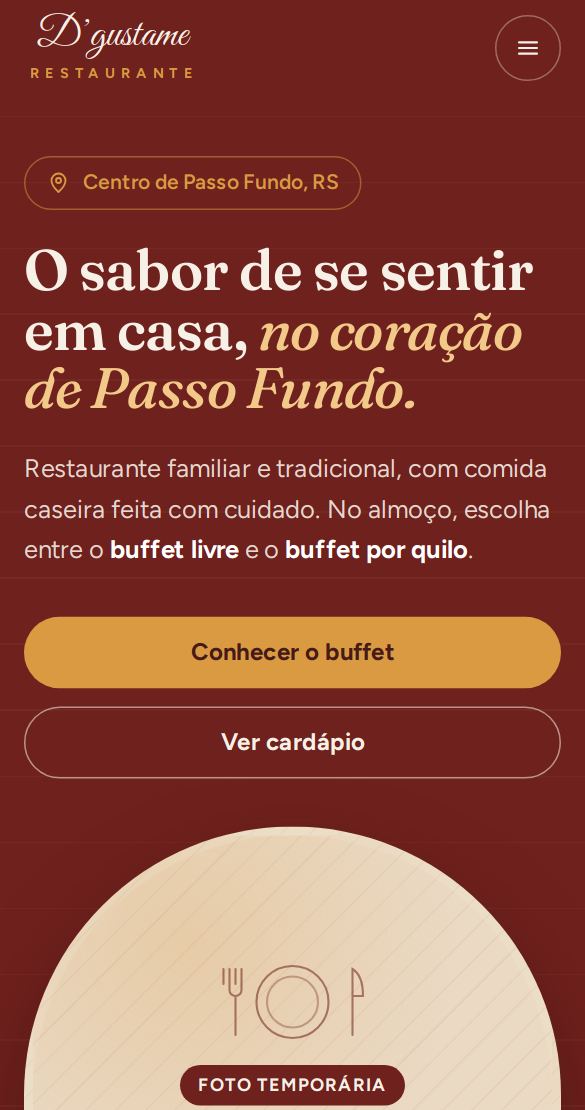 D'gustame
RESTAURANTE
Centro de Passo Fundo, RS
O sabor de se sentir
em casa, no coração
de Passo Fundo.
Restaurante familiar e tradicional, com comida
caseira feita com cuidado. No almoço, escolha
entre o buffet livre e o buffet por quilo.
Conhecer o buffet
Ver cardápio
FOTO TEMPORÁRIA